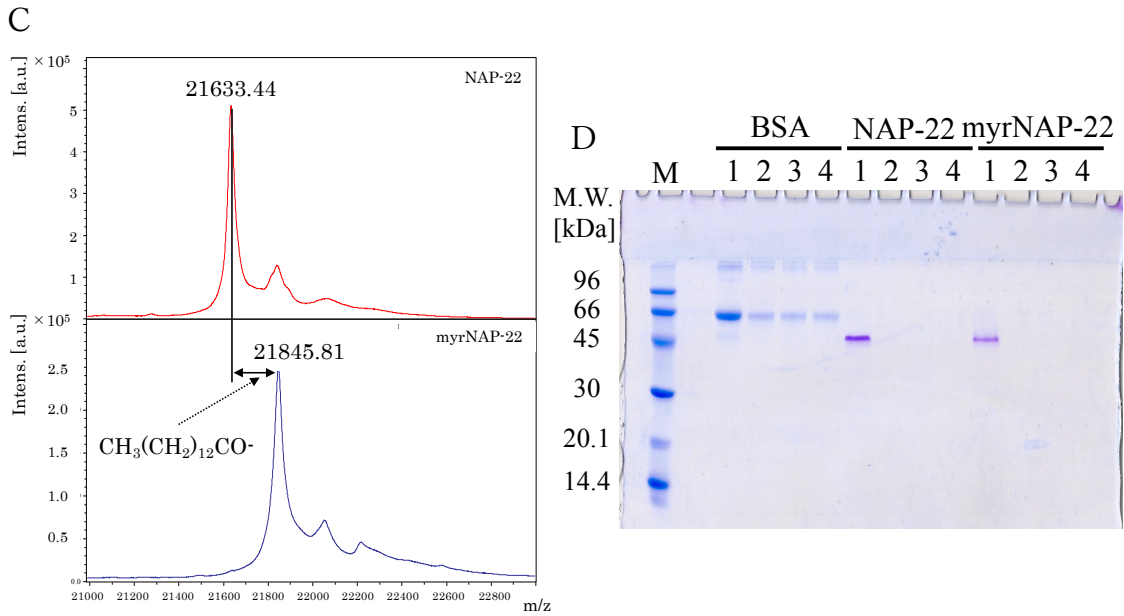 C
×10⁵
Intens. [a.u.]
5
4
3
2
1
21633.44
NAP-22
×10⁵
Intens. [a.u.]
2.5
2.0
1.5
1.0
0.5
0.0
21845.81
myrNAP-22
CH₃(CH₂)₁₂CO-
21000 21200 21400 21600 21800 22000 22200 22400 22600 22800
m/z
D
BSA NAP-22 myrNAP-22
M 1 2 3 4 1 2 3 4 1 2 3 4
M.W.
[kDa]
96
66
45
30
20.1
14.4